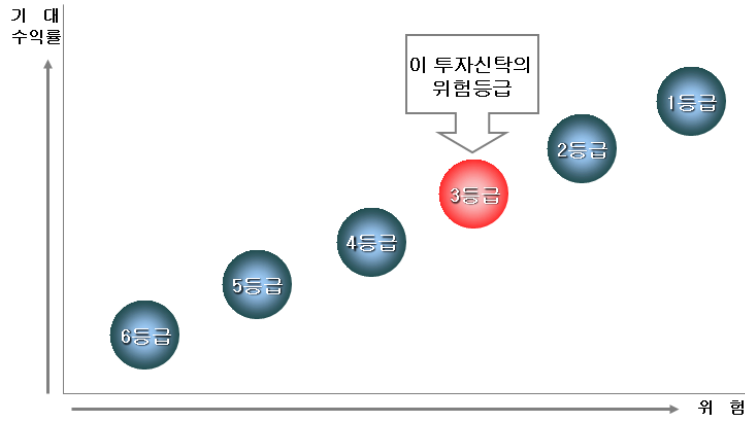 기 대
수익률
이 투자신탁의
위험등급
1등급
2등급
3등급
4등급
5등급
6등급
위 험